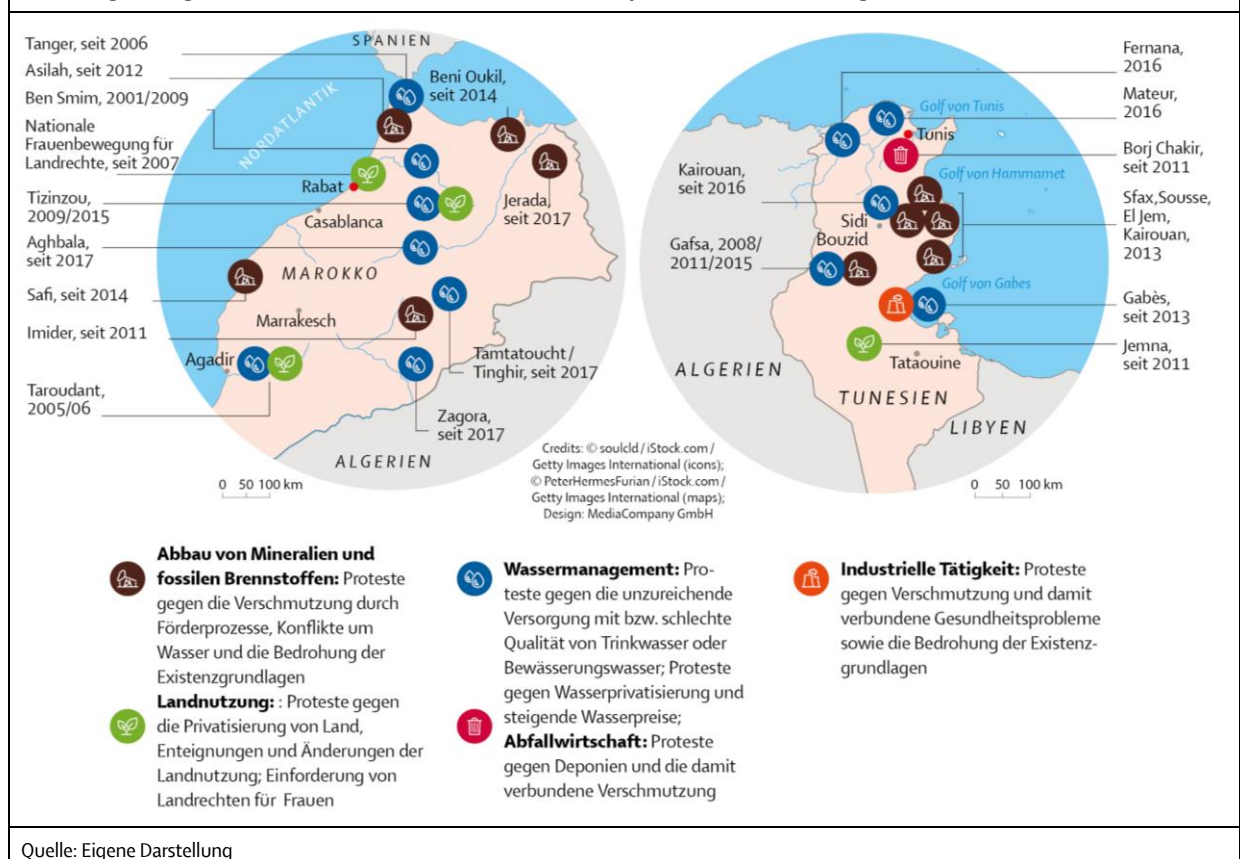 Tanger, seit 2006
Asilah, seit 2012
Ben Smim, 2001/2009
Nationale
Frauenbewegung für
Landrechte, seit 2007
Tizinzou,
2009/2015
Aghbala,
seit 2017
Safi, seit 2014
Imider, seit 2011
Taroudant,
2005/06
SPANIEN
NORDATLANTIK
Beni Oukil,
seit 2014
Rabat
Casablanca
Jerada,
seit 2017
MAROKKO
Marrakesch
Agadir
Tamtatoucht /
Tinghir, seit 2017
Zagora,
seit 2017
ALGERIEN
0 50 100 km
Kairouan,
seit 2016
Gafsa, 2008/
2011/2015
Golf von Tunis
Tunis
Golf von Hammamet
Sidi
Bouzid
Golf von Gabes
Tataouine
ALGERIEN
TUNESIEN
LIBYEN
Fernana,
2016
Mateur,
2016
Borj Chakir,
seit 2011
Sfax,Sousse,
El Jem,
Kairouan,
2013
Gabès,
seit 2013
Jemna,
seit 2011
0 50 100 km
Credits: © soulcld / iStock.com /
Getty Images International (icons);
© PeterHermesFurian / iStock.com /
Getty Images International (maps);
Design: MediaCompany GmbH
Abbau von Mineralien und
fossilen Brennstoffen: Proteste
gegen die Verschmutzung durch
Förderprozesse, Konflikte um
Wasser und die Bedrohung der
Existenzgrundlagen
Landnutzung: : Proteste gegen
die Privatisierung von Land,
Enteignungen und Änderungen der
Landnutzung; Einforderung von
Landrechten für Frauen
Wassermanagement: Pro-
teste gegen die unzureichende
Versorgung mit bzw. schlechte
Qualität von Trinkwasser oder
Bewässerungswasser; Proteste
gegen Wasserprivatisierung und
steigende Wasserpreise;
Abfallwirtschaft: Proteste
gegen Deponien und die damit
verbundene Verschmutzung
Industrielle Tätigkeit: Proteste
gegen Verschmutzung und damit
verbundene Gesundheitsprobleme
sowie die Bedrohung der Existenz-
grundlagen
Quelle: Eigene Darstellung